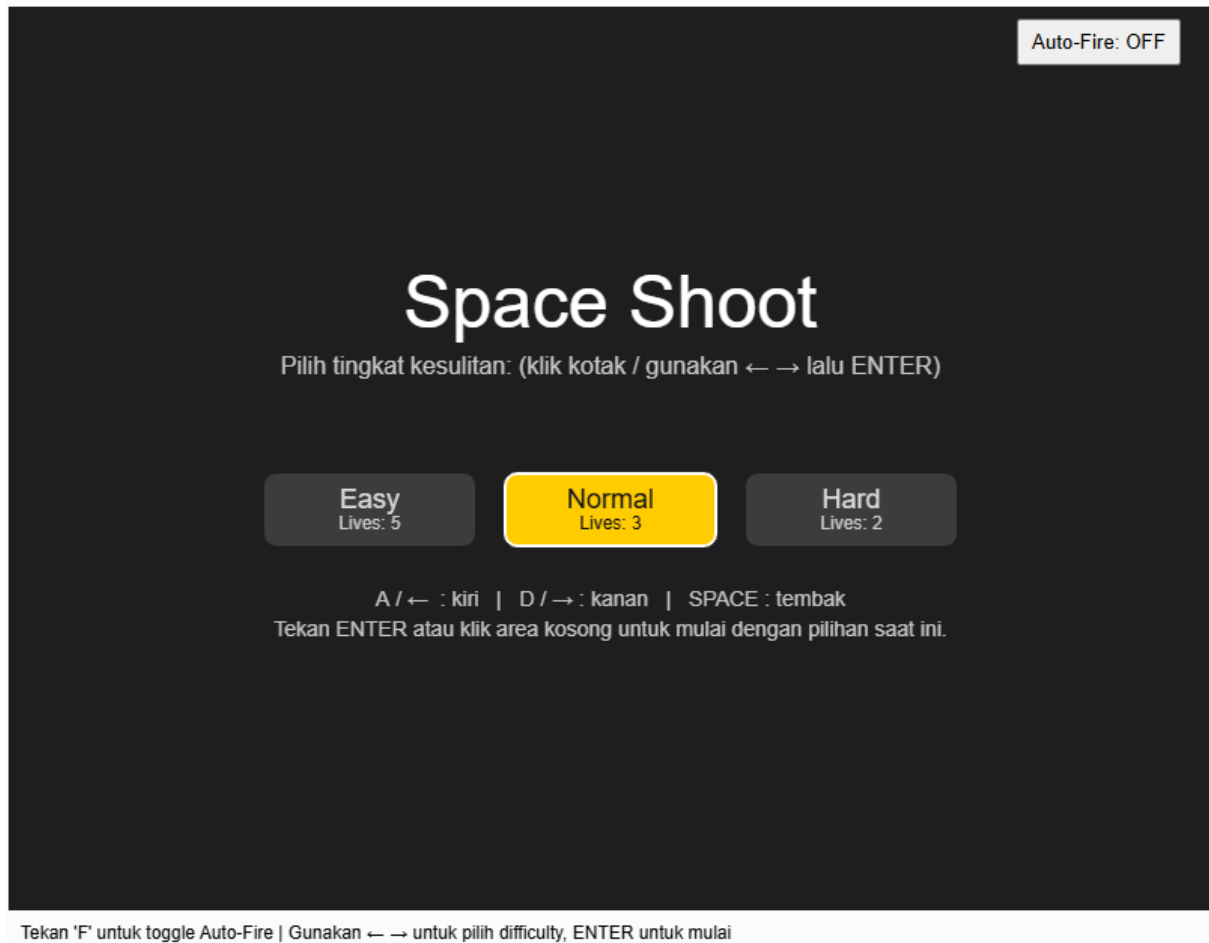 Auto-Fire: OFF
Space Shoot
Pilih tingkat kesulitan: (klik kotak / gunakan ← → lalu ENTER)
Easy
Lives: 5
Normal
Lives: 3
Hard
Lives: 2
A / ← : kiri | D / → : kanan | SPACE : tembak
Tekan ENTER atau klik area kosong untuk mulai dengan pilihan saat ini.
Tekan 'F' untuk toggle Auto-Fire | Gunakan ← → untuk pilih difficulty, ENTER untuk mulai